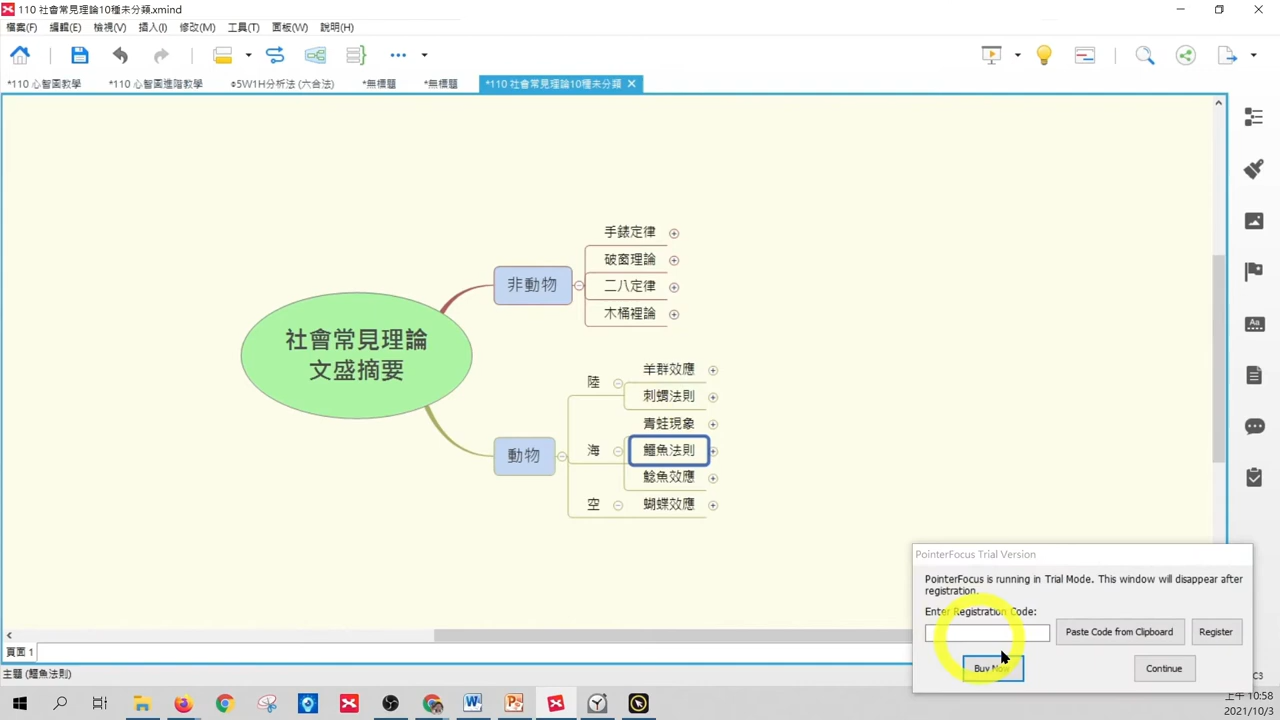 110 社會常見理論10種未分類.xmind
檔案(F) 編輯(E) 檢視(V) 插入(I) 修改(M) 工具(T) 面板(W) 說明(H)
*110 心智圖教學 *110 心智圖進階教學 5W1H分析法 (六合法) *無標題 *無標題 *110 社會常見理論10種未分類
社會常見理論
文盛摘要
非動物
手錶定律
破窗理論
二八定律
木桶裡論
動物
陸
羊群效應
刺蝟法則
海
青蛙現象
鱷魚法則
鯰魚效應
空
蝴蝶效應
Aa
PointerFocus Trial Version
PointerFocus is running in Trial Mode. This window will disappear after
registration.
Enter Registration Code:
Paste Code from Clipboard
Register
Buy Now
Continue
頁面 1
主題 (鱷魚法則)
上午 10:58
2021/10/3